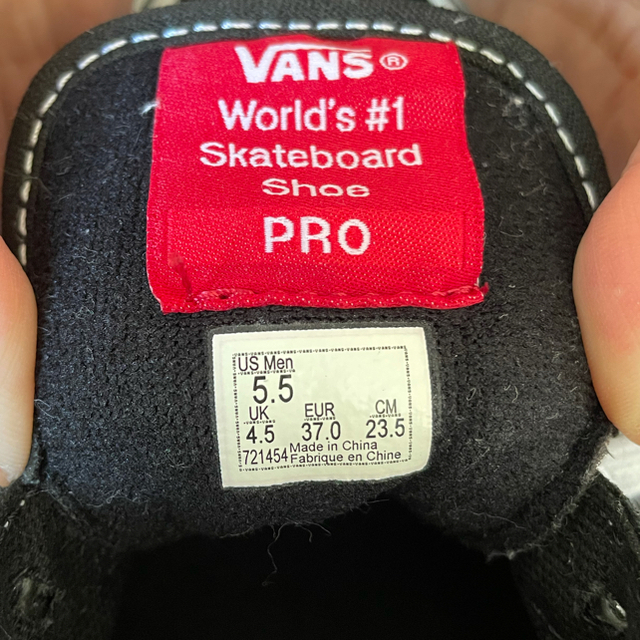 VANS®
World's #1
Skateboard
Shoe
PRO
US Men
5.5
UK EUR CM
4.5 37.0 23.5
721454 Made in China
Fabrique en Chine